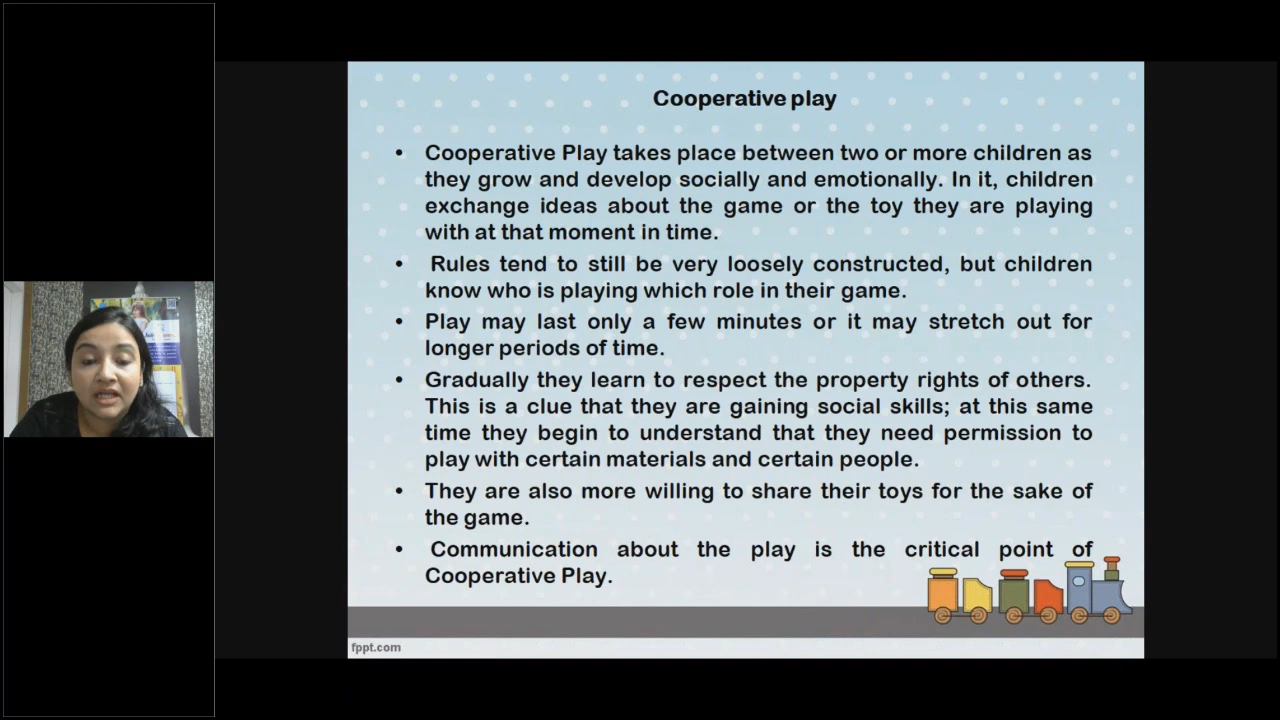 Cooperative play
• Cooperative Play takes place between two or more children as
they grow and develop socially and emotionally. In it, children
exchange ideas about the game or the toy they are playing
with at that moment in time.
• Rules tend to still be very loosely constructed, but children
know who is playing which role in their game.
• Play may last only a few minutes or it may stretch out for
longer periods of time.
• Gradually they learn to respect the property rights of others.
This is a clue that they are gaining social skills; at this same
time they begin to understand that they need permission to
play with certain materials and certain people.
• They are also more willing to share their toys for the sake of
the game.
• Communication about the play is the critical point of
Cooperative Play.
fppt.com